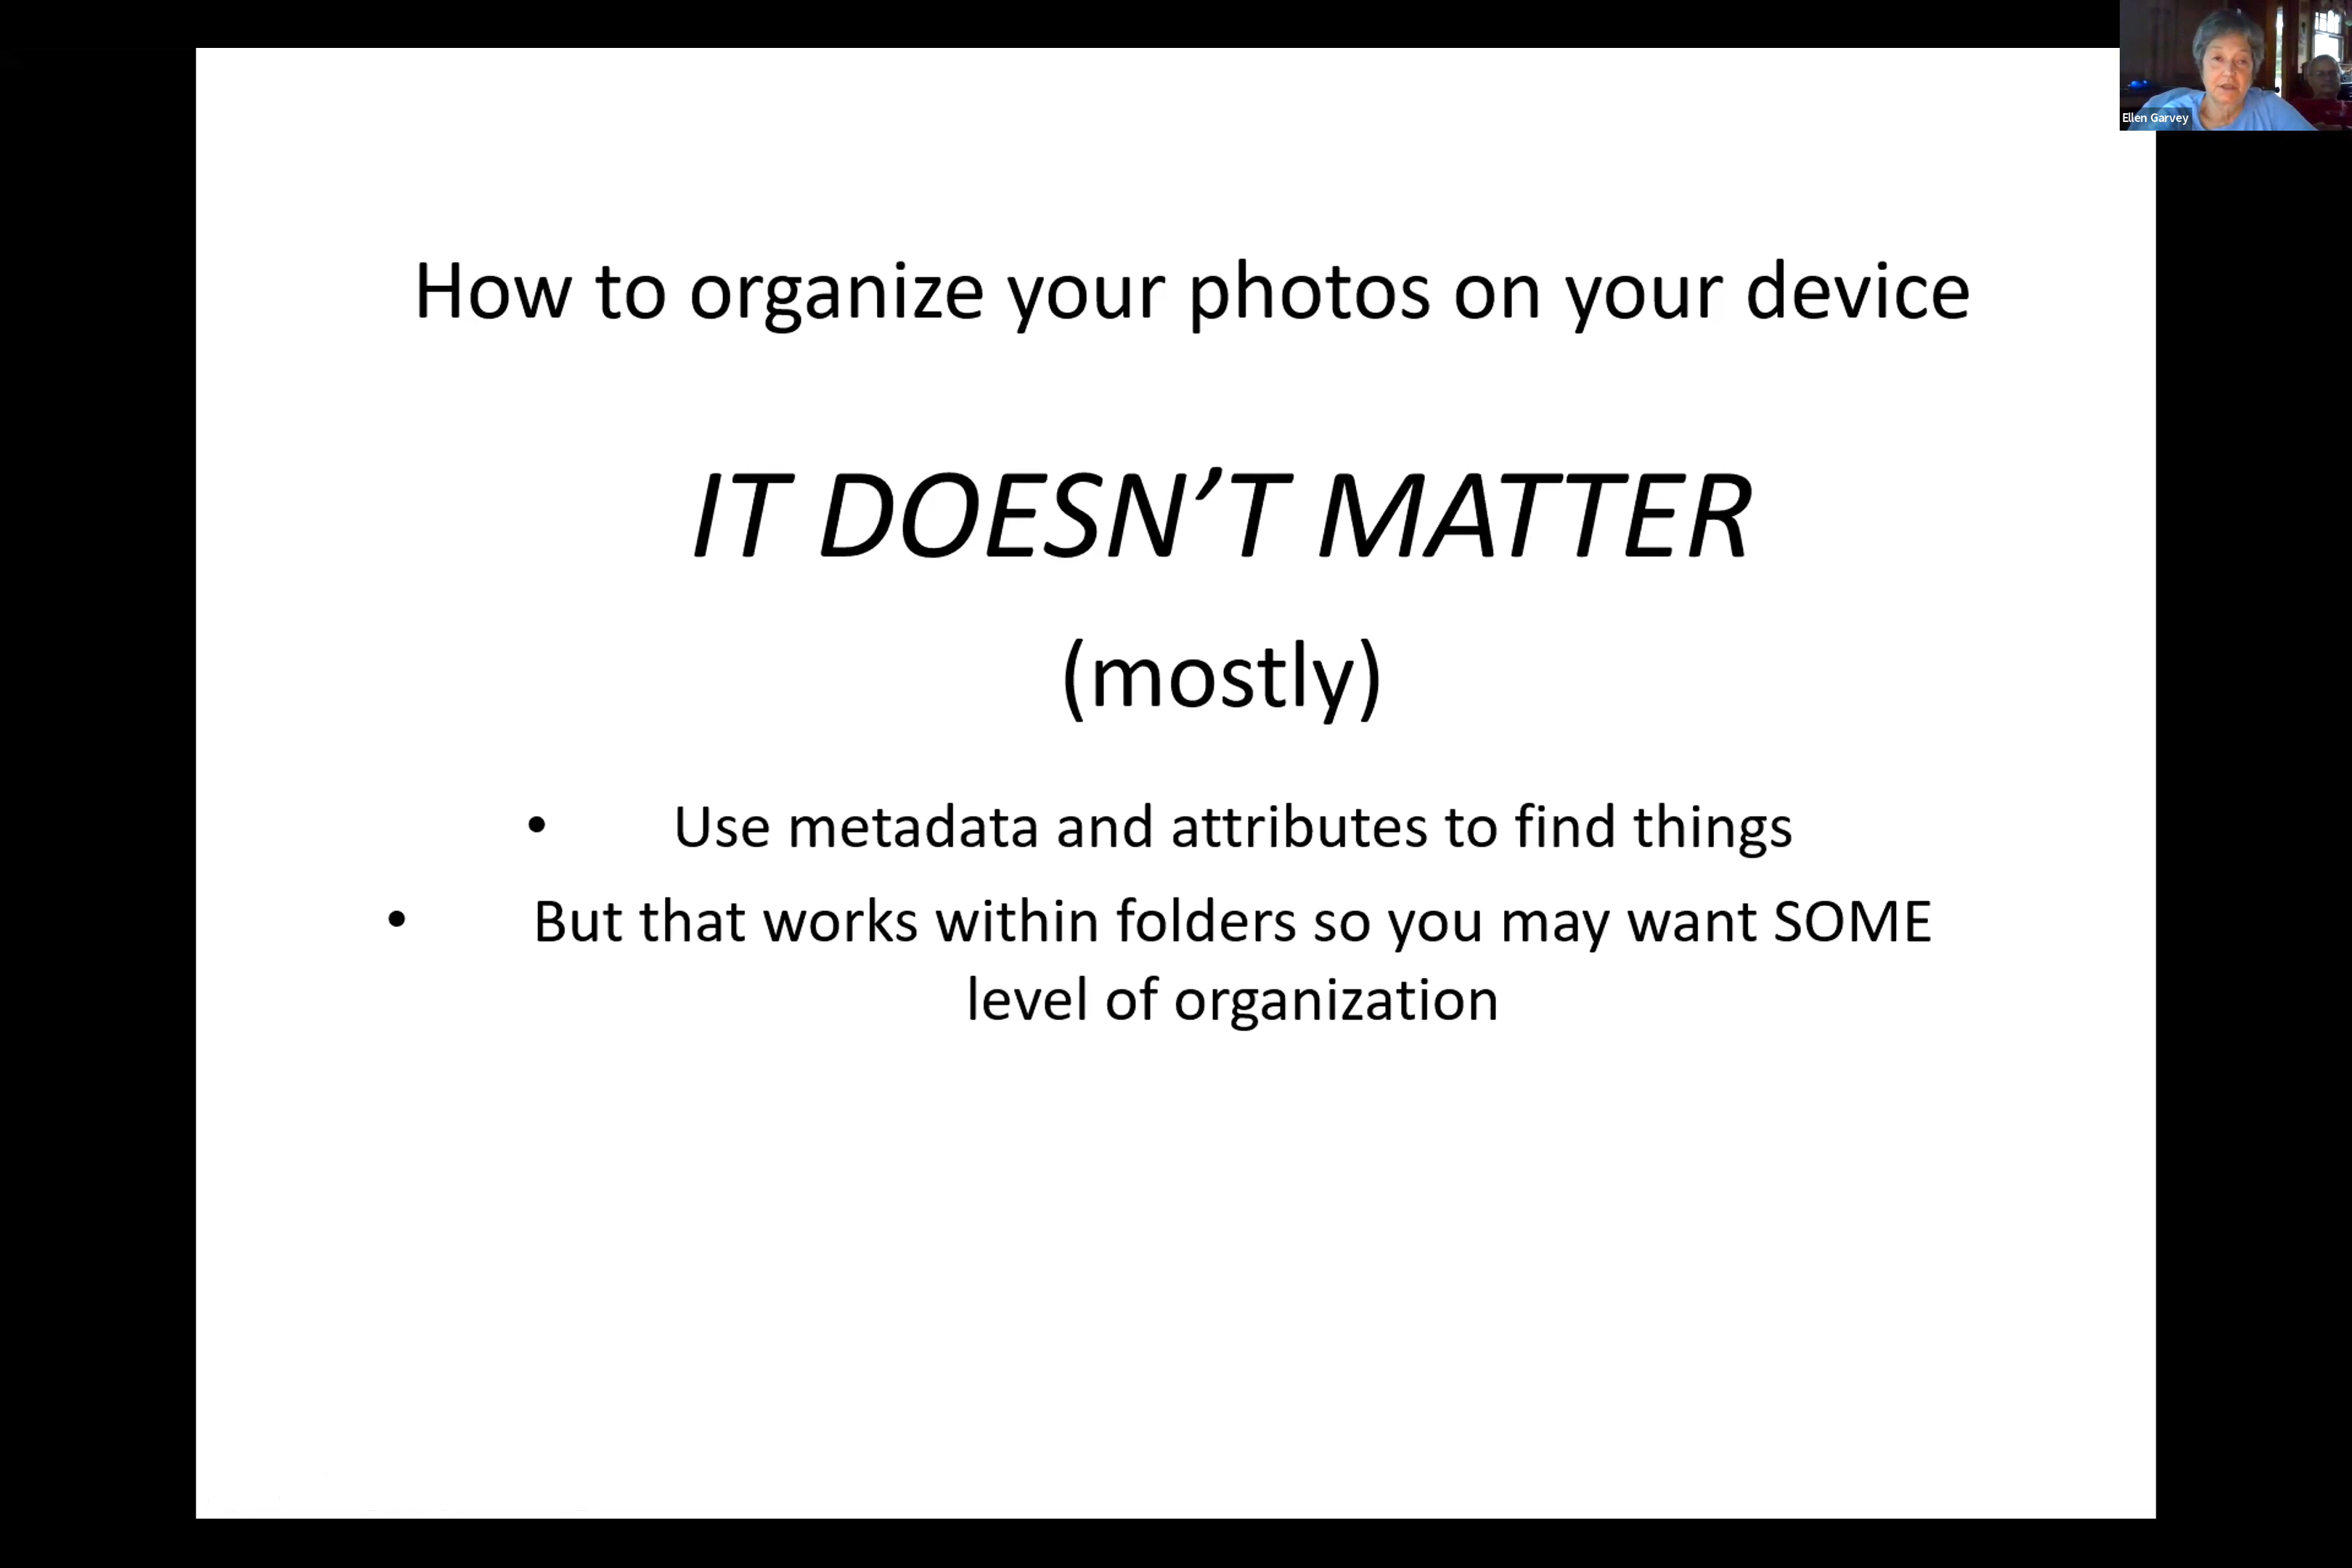 Ellen Garvey
How to organize your photos on your device
IT DOESN’T MATTER
(mostly)
• Use metadata and attributes to find things
• But that works within folders so you may want SOME
level of organization